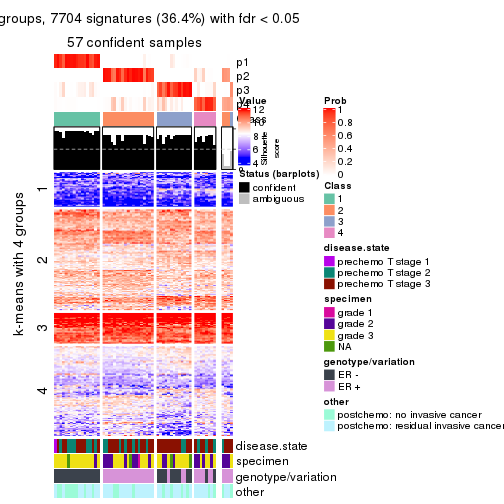 groups, 7704 signatures (36.4%) with fdr < 0.05
57 confident samples
p1
p2
p3
p4
Value
12
10
8
6
4
Silhouette
score
Status (barplots)
confident
ambiguous
Prob
1
0.8
0.6
0.4
0.2
0
Class
1
2
3
4
disease.state
prechemo T stage 1
prechemo T stage 2
prechemo T stage 3
specimen
grade 1
grade 2
grade 3
NA
genotype/variation
ER -
ER +
other
postchemo: no invasive cancer
postchemo: residual invasive cancer
k-means with 4 groups
1
2
3
4
disease.state
specimen
genotype/variation
other